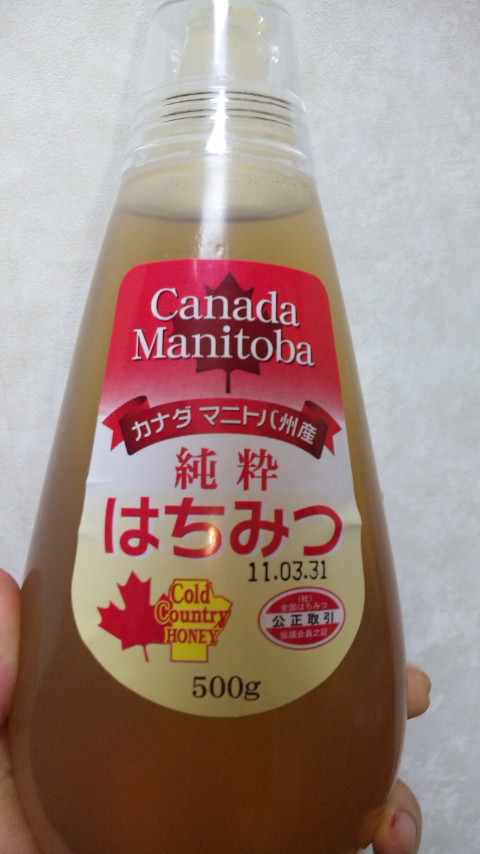 Canada
Manitoba
カナダ マニトバ州産
純粋
はちみつ
11.03.31
Cold
Country
HONEY
(社)
全国はちみつ
公正取引
協議会員之証
500g